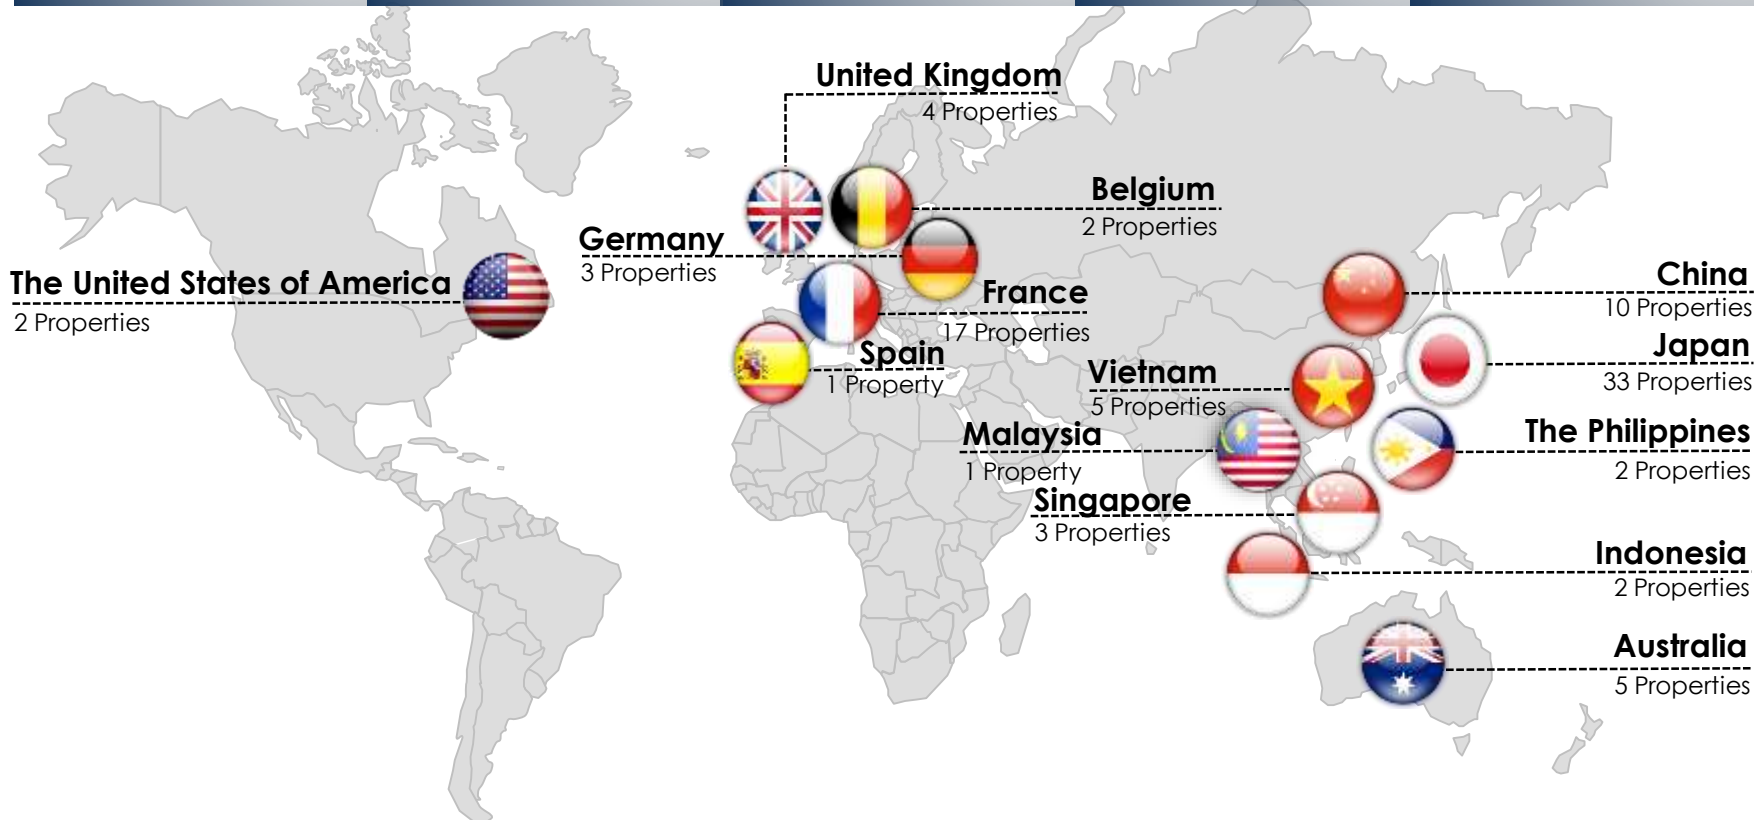 United Kingdom
4 Properties
Belgium
2 Properties
Germany
3 Properties
The United States of America
2 Properties
France
17 Properties
Spain
1 Property
China
10 Properties
Japan
33 Properties
Vietnam
5 Properties
Malaysia
1 Property
The Philippines
2 Properties
Singapore
3 Properties
Indonesia
2 Properties
Australia
5 Properties